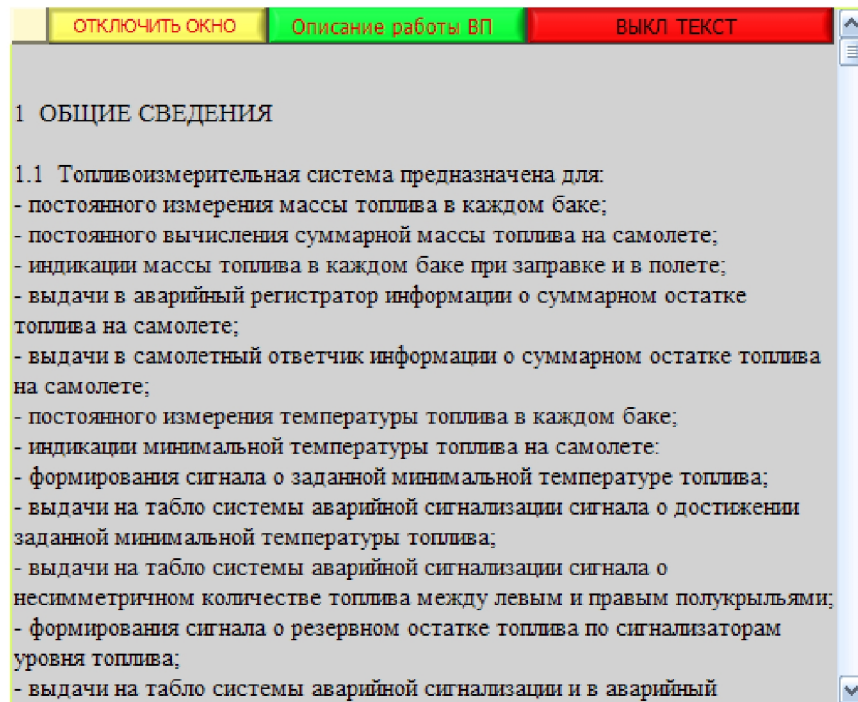 ОТКЛЮЧИТЬ ОКНО Описание работы ВП ВЫКЛ ТЕКСТ
1 ОБЩИЕ СВЕДЕНИЯ
1.1 Топливоизмерительная система предназначена для:
- постоянного измерения массы топлива в каждом баке;
- постоянного вычисления суммарной массы топлива на самолете;
- индикации массы топлива в каждом баке при заправке и в полете;
- выдачи в аварийный регистратор информации о суммарном остатке
топлива на самолете;
- выдачи в самолетный ответчик информации о суммарном остатке топлива
на самолете;
- постоянного измерения температуры топлива в каждом баке;
- индикации минимальной температуры топлива на самолете:
- формирования сигнала о заданной минимальной температуре топлива;
- выдачи на табло системы аварийной сигнализации сигнала о достижении
заданной минимальной температуры топлива;
- выдачи на табло системы аварийной сигнализации сигнала о
несимметричном количестве топлива между левым и правым полукрыльями;
- формирования сигнала о резервном остатке топлива по сигнализаторам
уровня топлива;
- выдачи на табло системы аварийной сигнализации и в аварийный